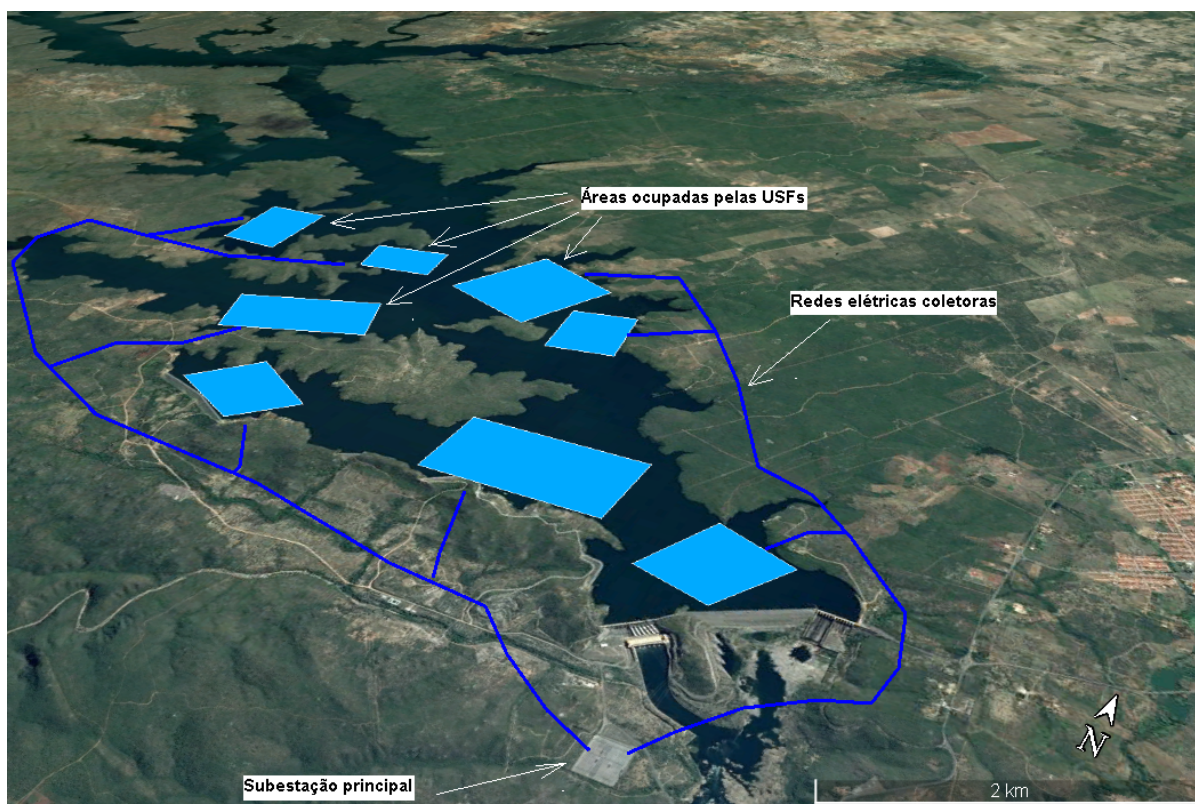 Áreas ocupadas pelas USFs
Redes elétricas coletoras
N
Subestação principal
2 km